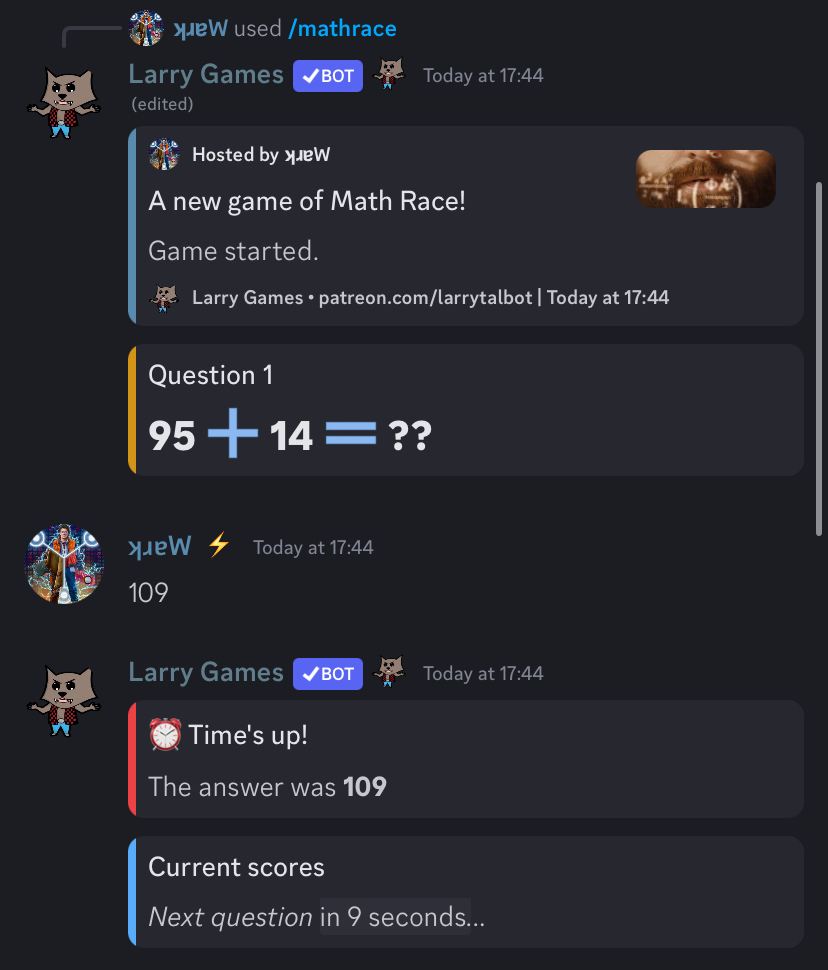 ʞɹɐW used /mathrace
Larry Games ✓BOT Today at 17:44
(edited)
Hosted by ʞɹɐW
A new game of Math Race!
Game started.
Larry Games • patreon.com/larrytalbot | Today at 17:44
Question 1
95 + 14 = ??
ʞɹɐW ⚡ Today at 17:44
109
Larry Games ✓BOT Today at 17:44
⏰ Time's up!
The answer was 109
Current scores
Next question in 9 seconds...